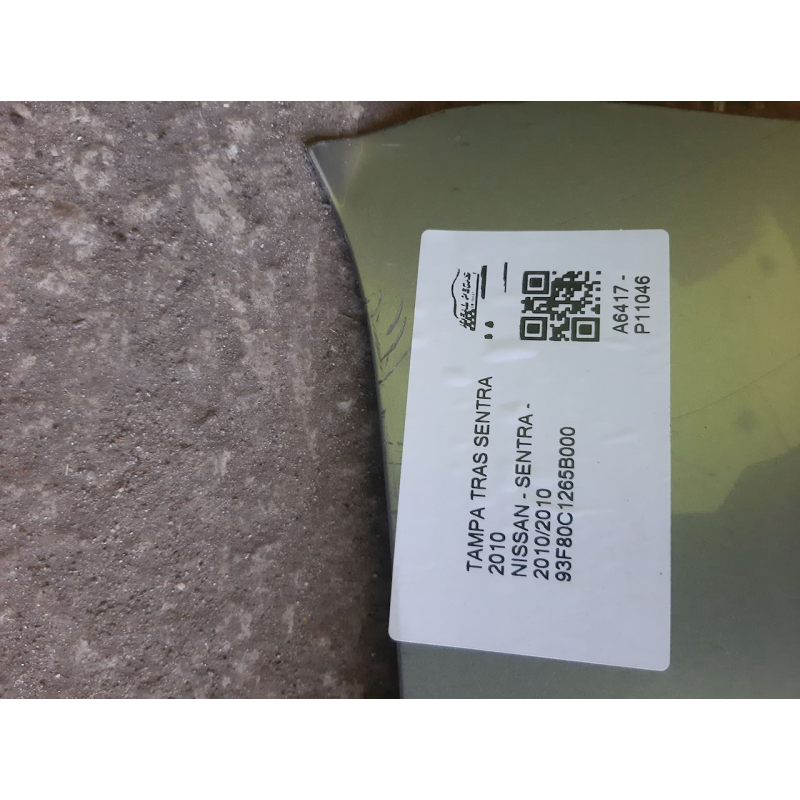 A6417 -
P11046
TAMPA TRAS SENTRA
2010
NISSAN - SENTRA -
2010/2010
93F80C1265B000